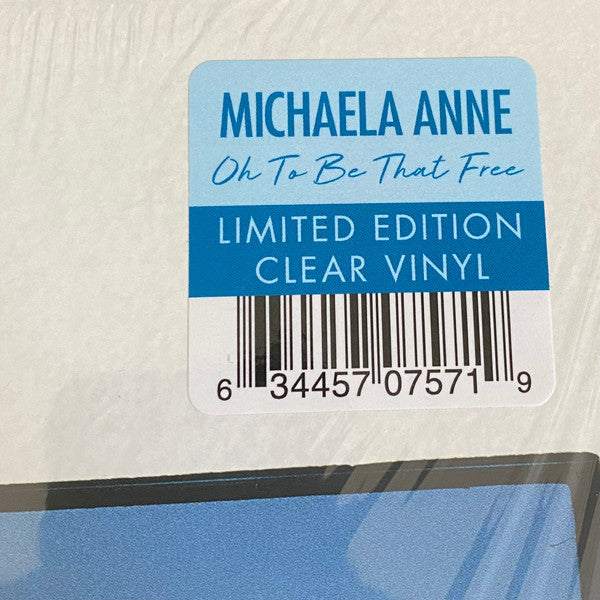 MICHAELA ANNE
Oh To Be That Free
LIMITED EDITION
CLEAR VINYL
6 34457 07571 9